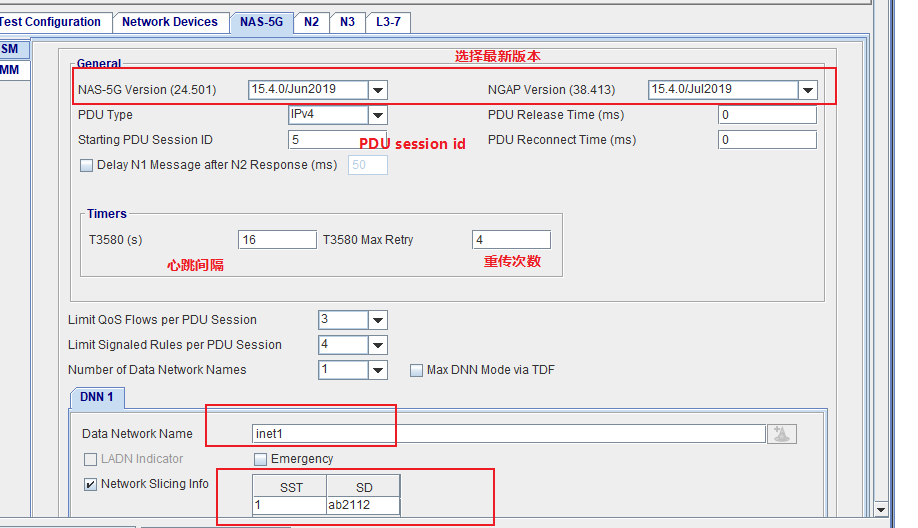 Test Configuration Network Devices NAS-5G N2 N3 L3-7
SM
MM
选择最新版本
General
NAS-5G Version (24.501) 15.4.0/Jun2019 NGAP Version (38.413) 15.4.0/Jul2019
PDU Type IPv4 PDU Release Time (ms) 0
Starting PDU Session ID 5 PDU session id PDU Reconnect Time (ms) 0
Delay N1 Message after N2 Response (ms) 50
Timers
T3580 (s) 16 T3580 Max Retry 4
心跳间隔 重传次数
Limit QoS Flows per PDU Session 3
Limit Signaled Rules per PDU Session 4
Number of Data Network Names 1 Max DNN Mode via TDF
DNN 1
Data Network Name inet1
LADN Indicator Emergency
Network Slicing Info SST SD
1 ab2112